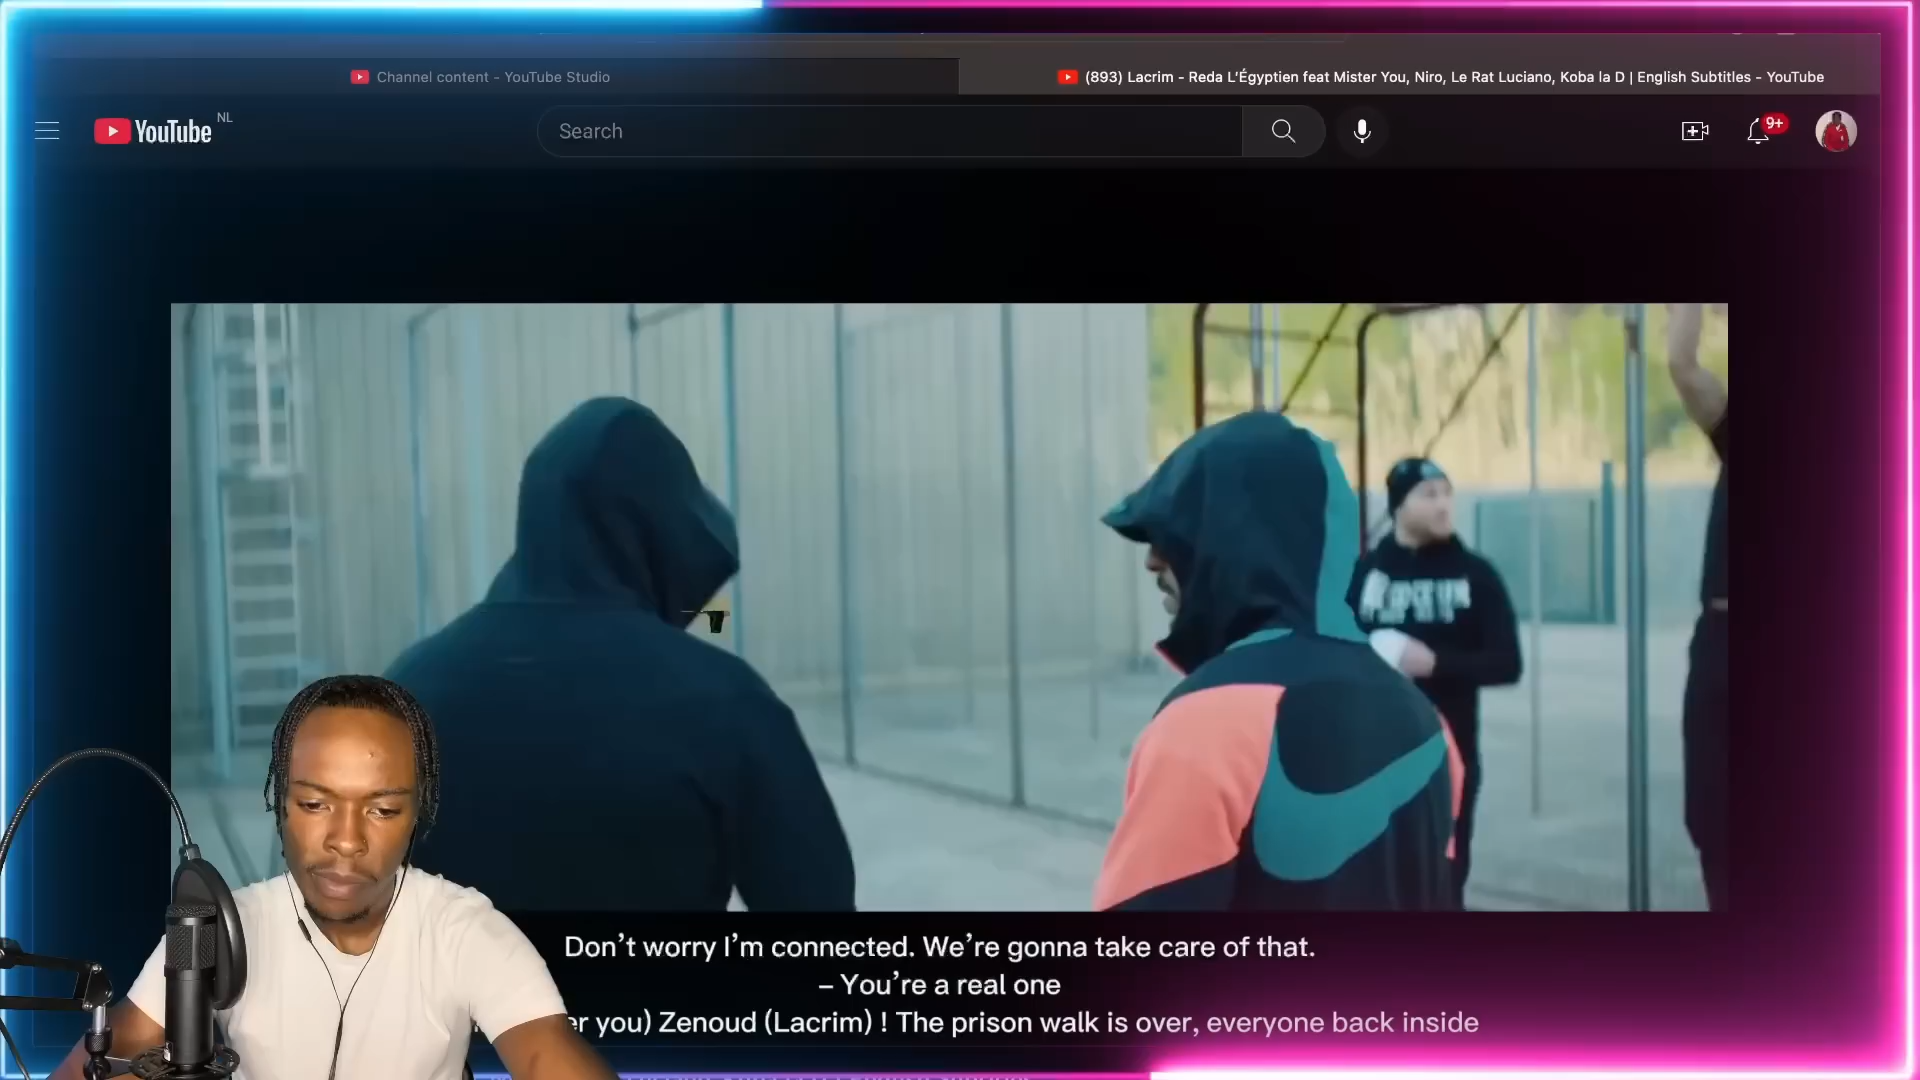 Channel content - YouTube Studio
(893) Lacrim - Reda L'Égyptien feat Mister You, Niro, Le Rat Luciano, Koba la D | English Subtitles - YouTube
YouTube NL
Search
9+
Don't worry I'm connected. We're gonna take care of that.
– You're a real one
er you) Zenoud (Lacrim) ! The prison walk is over, everyone back inside